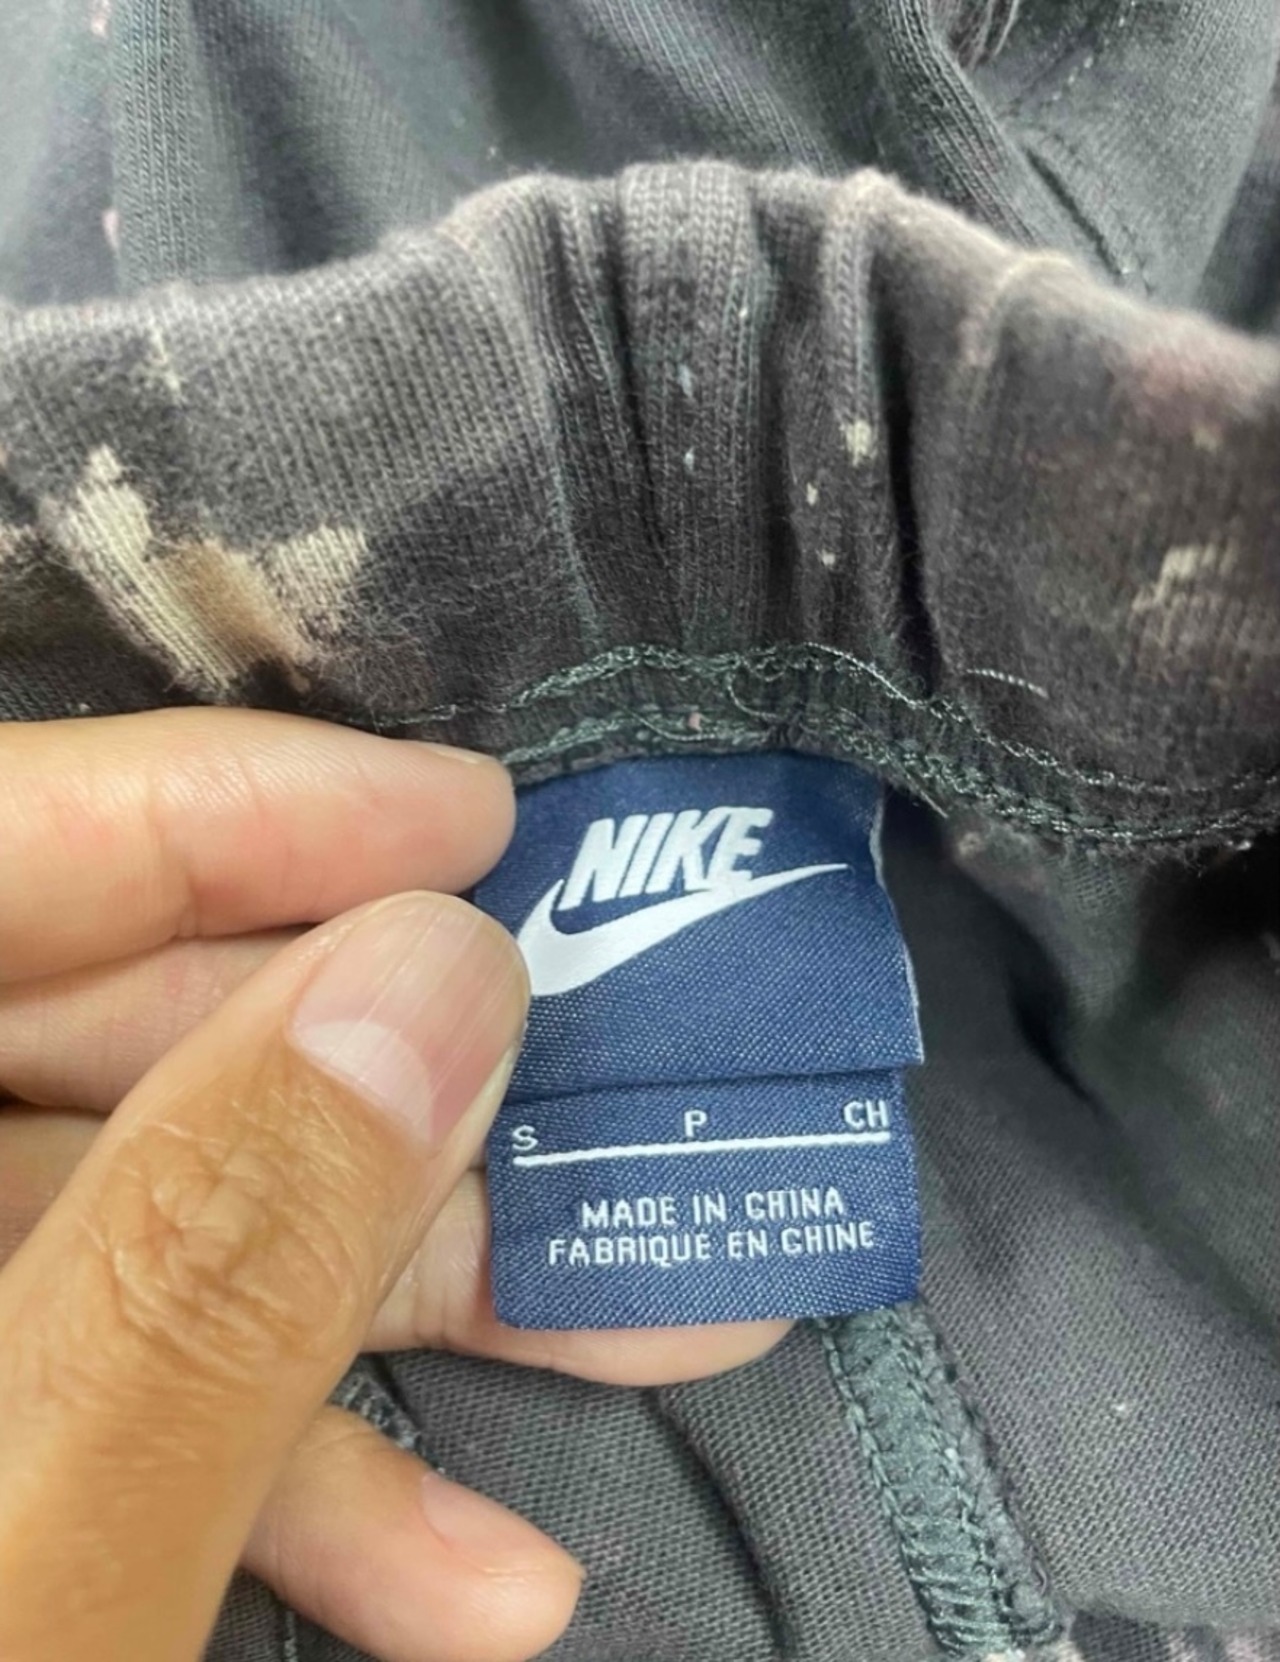 NIKE
S P CH
MADE IN CHINA
FABRIQUE EN CHINE